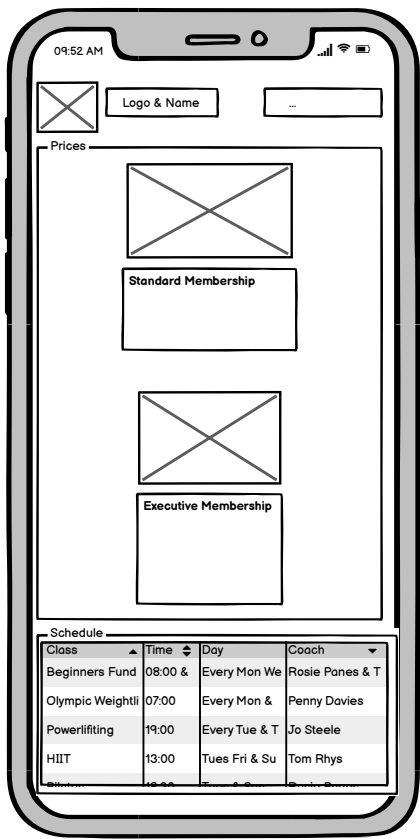 09:52 AM
Logo & Name
...
Prices
Standard Membership
Executive Membership
Schedule
Class Time Day Coach
Beginners Fund 08:00 & Every Mon We Rosie Panes & T
Olympic Weightli 07:00 Every Mon & Penny Davies
Powerlifiting 19:00 Every Tue & T Jo Steele
HIIT 13:00 Tues Fri & Su Tom Rhys